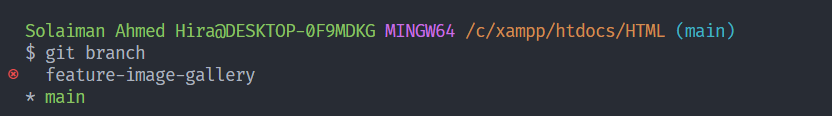 Solaiman Ahmed Hira@DESKTOP-0F9MDKG MINGW64 /c/xampp/htdocs/HTML (main)
$ git branch
feature-image-gallery
* main